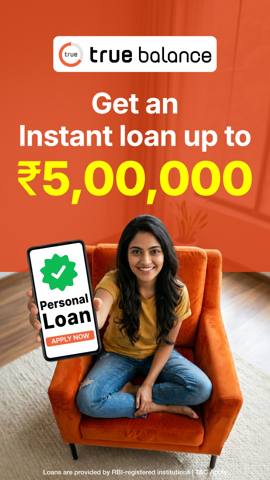 true
true balance
Get an
Instant loan up to
₹5,00,000
Personal
Loan
APPLY NOW
Loans are provided by RBI-registered institutions | T&C Apply